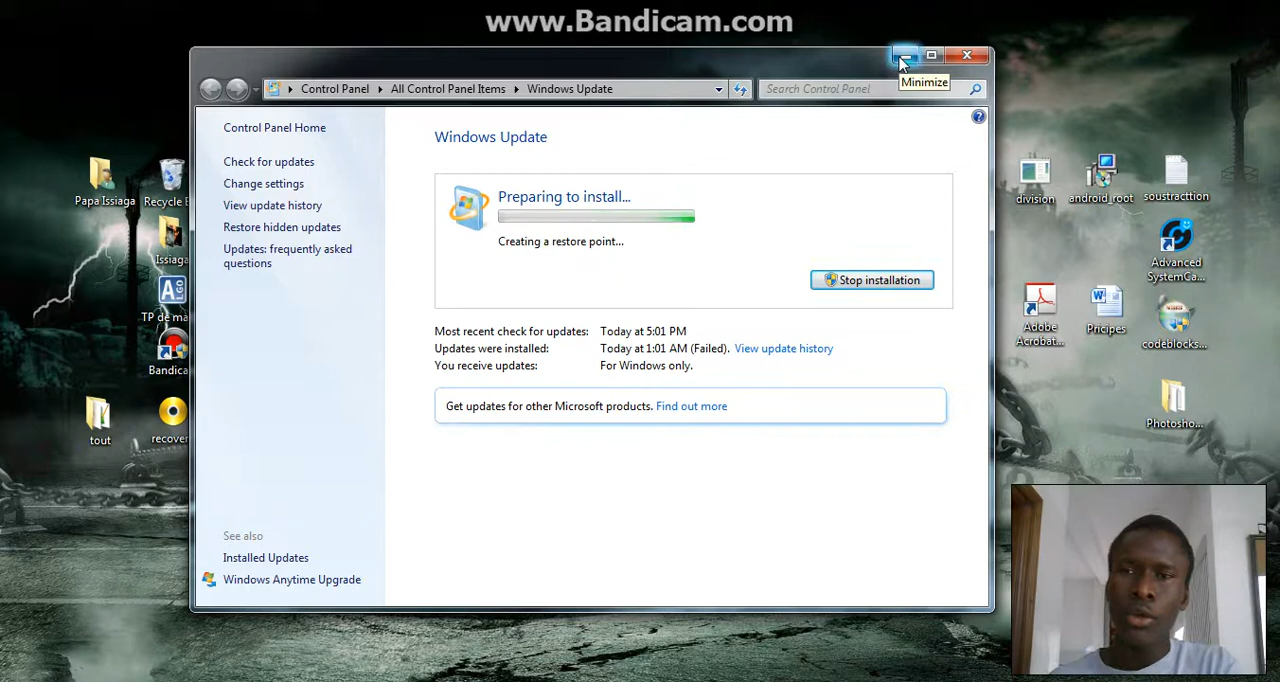 www.Bandicam.com
Minimize
Control Panel
All Control Panel Items
Windows Update
Search Control Panel
Control Panel Home
Check for updates
Change settings
View update history
Restore hidden updates
Updates: frequently asked
questions
See also
Installed Updates
Windows Anytime Upgrade
Windows Update
Preparing to install...
Creating a restore point...
Stop installation
Most recent check for updates: Today at 5:01 PM
Updates were installed: Today at 1:01 AM (Failed). View update history
You receive updates: For Windows only.
Get updates for other Microsoft products. Find out more
Papa Issiaga
Recycle B
Issiaga
ALGO
TP de ma
Bandica
tout
recover
division
android_root
soustracttion
Advanced
SystemCa...
Adobe
Acrobat...
Pricipes
codeblocks...
Photosho...